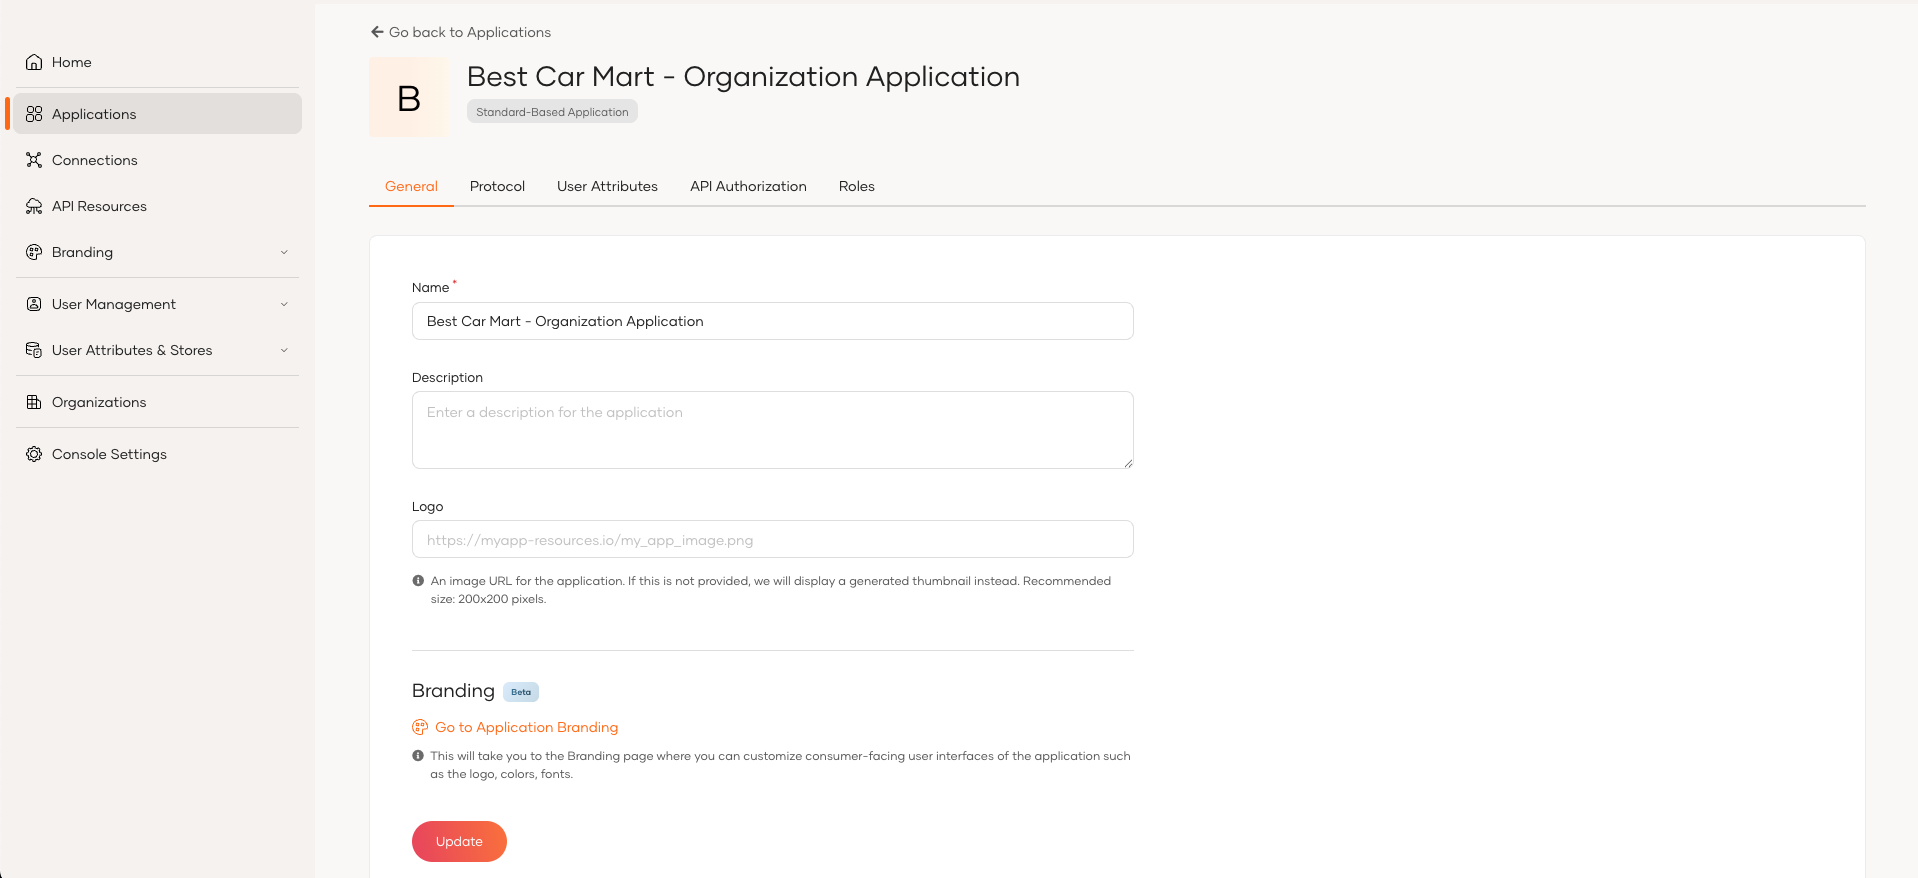 Home
Applications
Connections
API Resources
Branding
User Management
User Attributes & Stores
Organizations
Console Settings
Go back to Applications
B
Best Car Mart - Organization Application
Standard-Based Application
General
Protocol
User Attributes
API Authorization
Roles
Name *
Best Car Mart - Organization Application
Description
Enter a description for the application
Logo
https://myapp-resources.io/my_app_image.png
An image URL for the application. If this is not provided, we will display a generated thumbnail instead. Recommended
size: 200x200 pixels.
Branding Beta
Go to Application Branding
This will take you to the Branding page where you can customize consumer-facing user interfaces of the application such
as the logo, colors, fonts.
Update